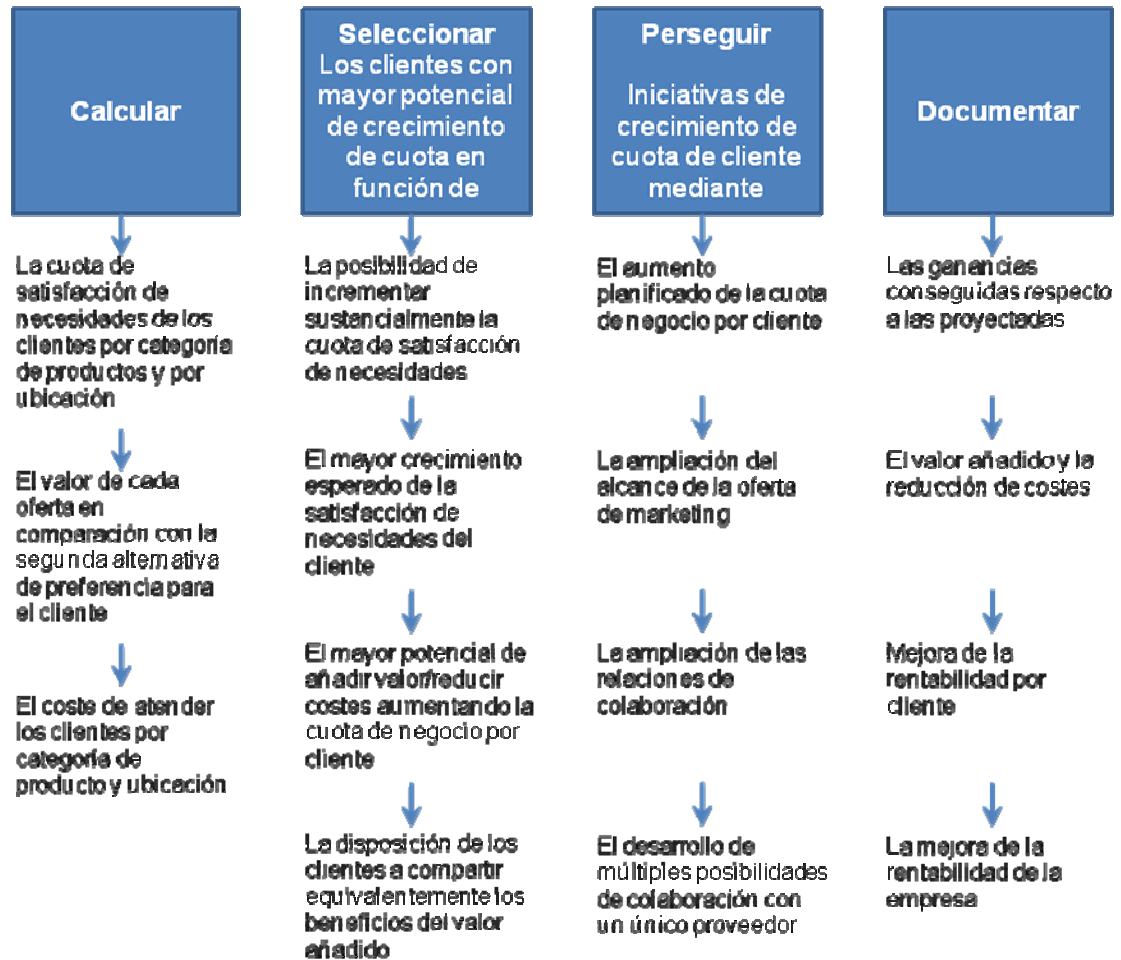 Calcular
La cuota de
satisfacción de
necesidades de los
clientes por categoría
de productos y por
ubicación
El valor de cada
oferta en
comparación con la
segunda alternativa
de preferencia para
el cliente
El coste de atender
los clientes por
categoría de
producto y ubicación
Seleccionar
Los clientes con
mayor potencial
de crecimiento
de cuota en
función de
La posibilidad de
incrementar
sustancialmente la
cuota de satisfacción
de necesidades
El mayor crecimiento
esperado de la
satisfacción de
necesidades del
cliente
El mayor potencial de
añadir valor/reducir
costes aumentando la
cuota de negocio por
cliente
La disposición de los
clientes a compartir
equivalentemente los
beneficios del valor
añadido
Perseguir
Iniciativas de
crecimiento de
cuota de cliente
mediante
El aumento
planificado de la cuota
de negocio por cliente
La ampliación del
alcance de la oferta
de marketing
La ampliación de las
relaciones de
colaboración
El desarrollo de
múltiples posibilidades
de colaboración con
un único proveedor
Documentar
Las ganancias
conseguidas respecto
a las proyectadas
El valor añadido y la
reducción de costes
Mejora de la
rentabilidad por
cliente
La mejora de la
rentabilidad de la
empresa